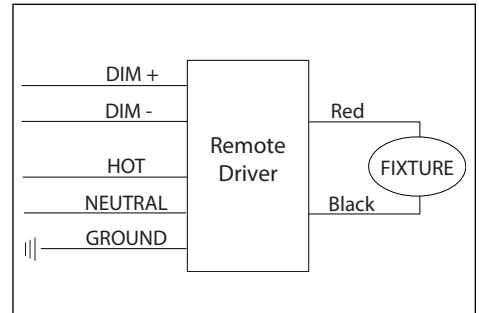 DIM +
DIM -
HOT
NEUTRAL
GROUND
Remote
Driver
Red
Black
FIXTURE